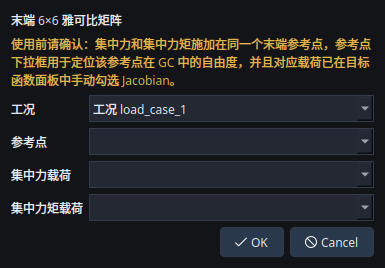 末端 6×6 雅可比矩阵
使用前请确认：集中力和集中力矩施加在同一个末端参考点，参考点
下拉框用于定位该参考点在 GC 中的自由度，并且对应载荷已在目标
函数面板中手动勾选 Jacobian。
工况 工况 load_case_1
参考点
集中力载荷
集中力矩载荷
OK Cancel